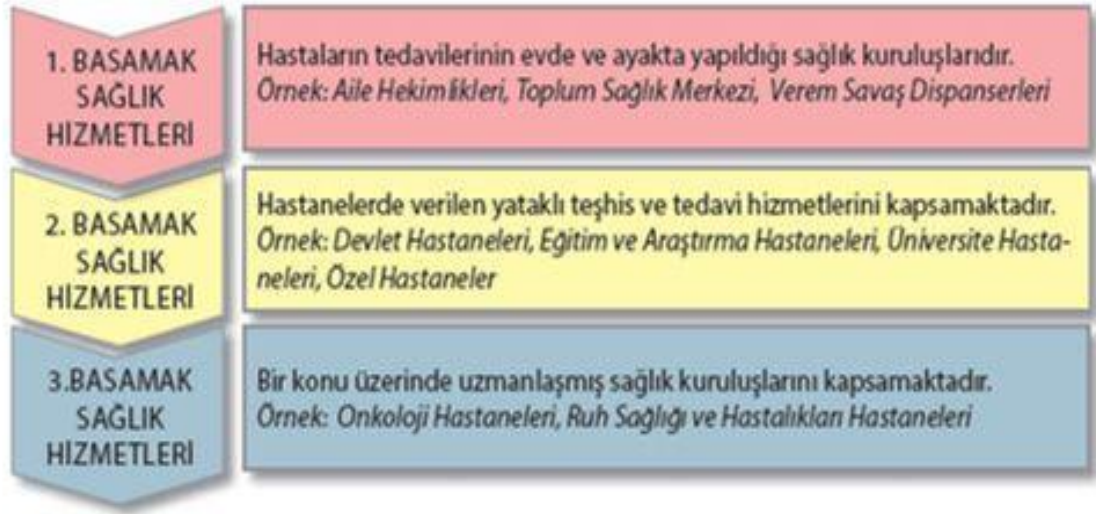 1. BASAMAK
SAĞLIK
HİZMETLERİ
Hastaların tedavilerinin evde ve ayakta yapıldığı sağlık kuruluşlarıdır.
Örnek: Aile Hekimlikleri, Toplum Sağlık Merkezi, Verem Savaş Dispanserleri
2. BASAMAK
SAĞLIK
HİZMETLERİ
Hastanelerde verilen yataklı teşhis ve tedavi hizmetlerini kapsamaktadır.
Örnek: Devlet Hastaneleri, Eğitim ve Araştırma Hastaneleri, Üniversite Hasta-
neleri, Özel Hastaneler
3.BASAMAK
SAĞLIK
HİZMETLERİ
Bir konu üzerinde uzmanlaşmış sağlık kuruluşlarını kapsamaktadır.
Örnek: Onkoloji Hastaneleri, Ruh Sağlığı ve Hastalıkları Hastaneleri